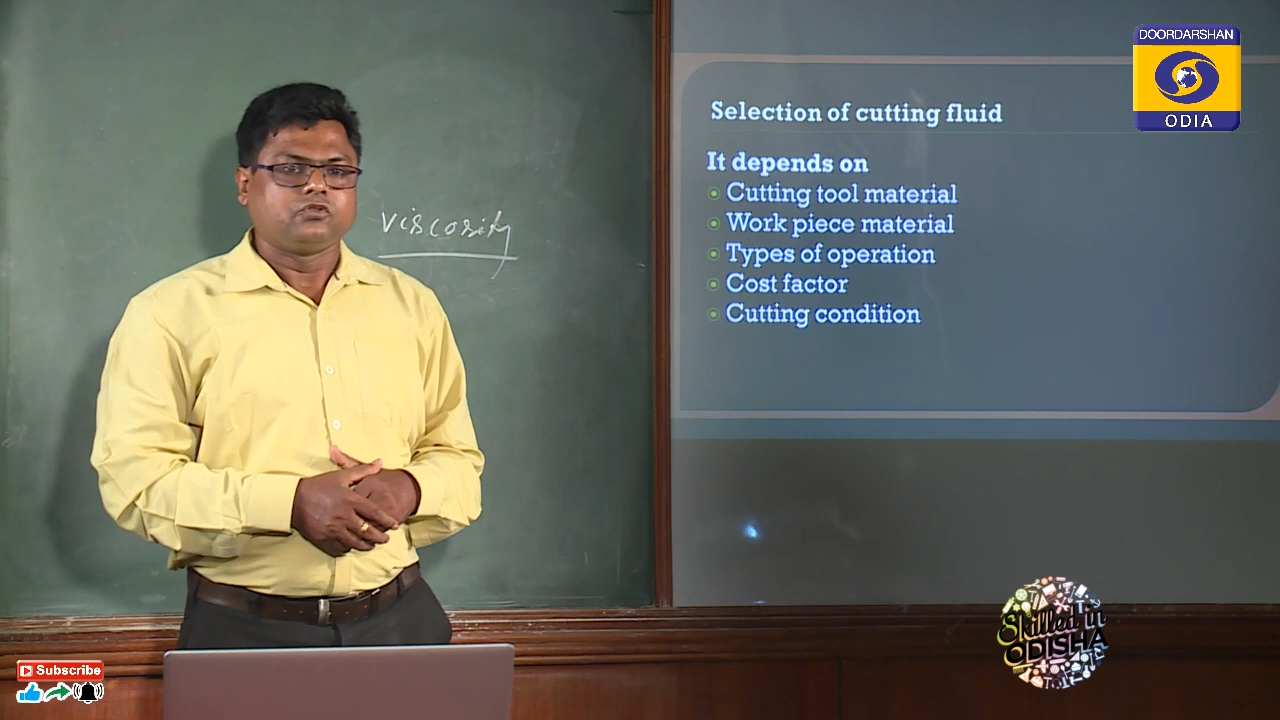 viscosity
Selection of cutting fluid
It depends on
Cutting tool material
Work piece material
Types of operation
Cost factor
Cutting condition
DOORDARSHAN
ODIA
Skilled in
ODISHA
Subscribe